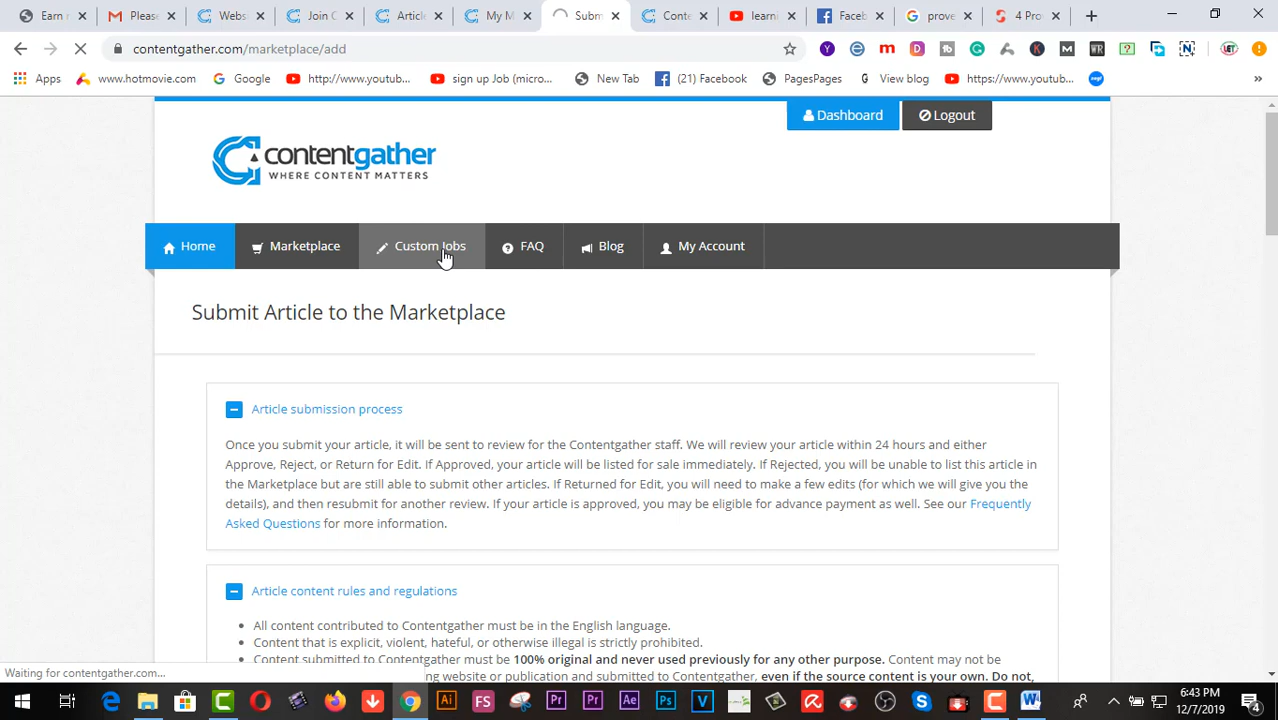 Earn
Pleas
Webs
Join C
Article
My M
Subm
Conte
learni
Faceb
prove
4 Pro
contentgather.com/marketplace/add
Apps
www.hotmovie.com
Google
http://www.youtub...
sign up Job (micro...
New Tab
(21) Facebook
PagesPages
View blog
https://www.youtub...
»
Dashboard
Logout
contentgather
WHERE CONTENT MATTERS
Home
Marketplace
Custom Jobs
FAQ
Blog
My Account
Submit Article to the Marketplace
Article submission process
Once you submit your article, it will be sent to review for the Contentgather staff. We will review your article within 24 hours and either
Approve, Reject, or Return for Edit. If Approved, your article will be listed for sale immediately. If Rejected, you will be unable to list this article in
the Marketplace but are still able to submit other articles. If Returned for Edit, you will need to make a few edits (for which we will give you the
details), and then resubmit for another review. If your article is approved, you may be eligible for advance payment as well. See our Frequently
Asked Questions for more information.
Article content rules and regulations
• All content contributed to Contentgather must be in the English language.
• Content that is explicit, violent, hateful, or otherwise illegal is strictly prohibited.
• Content submitted to Contentgather must be 100% original and never used previously for any other purpose. Content may not be
ng website or publication and submitted to Contentgather, even if the source content is your own. Do not,
Waiting for contentgather.com...
6:43 PM
12/7/2019